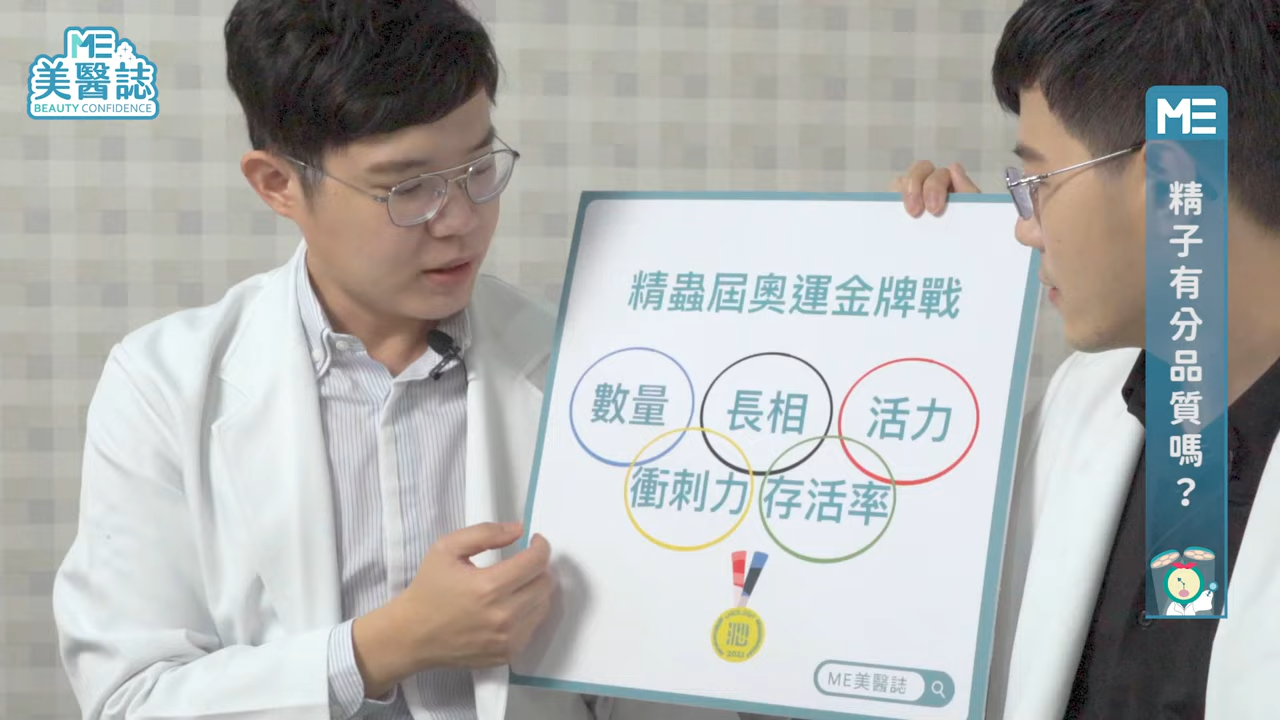 ME
美醫誌
BEAUTY CONFIDENCE
精蟲屆奧運金牌戰
數量
長相
活力
衝刺力
存活率
2021
ME美醫誌
ME
精子有分品質嗎？